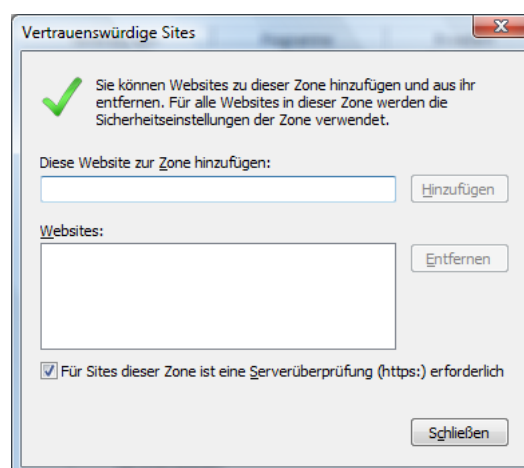 Vertrauenswürdige Sites
Sie können Websites zu dieser Zone hinzufügen und aus ihr
entfernen. Für alle Websites in dieser Zone werden die
Sicherheitseinstellungen der Zone verwendet.
Diese Website zur Zone hinzufügen:
Hinzufügen
Websites:
Entfernen
Für Sites dieser Zone ist eine Serverüberprüfung (https:) erforderlich
Schließen